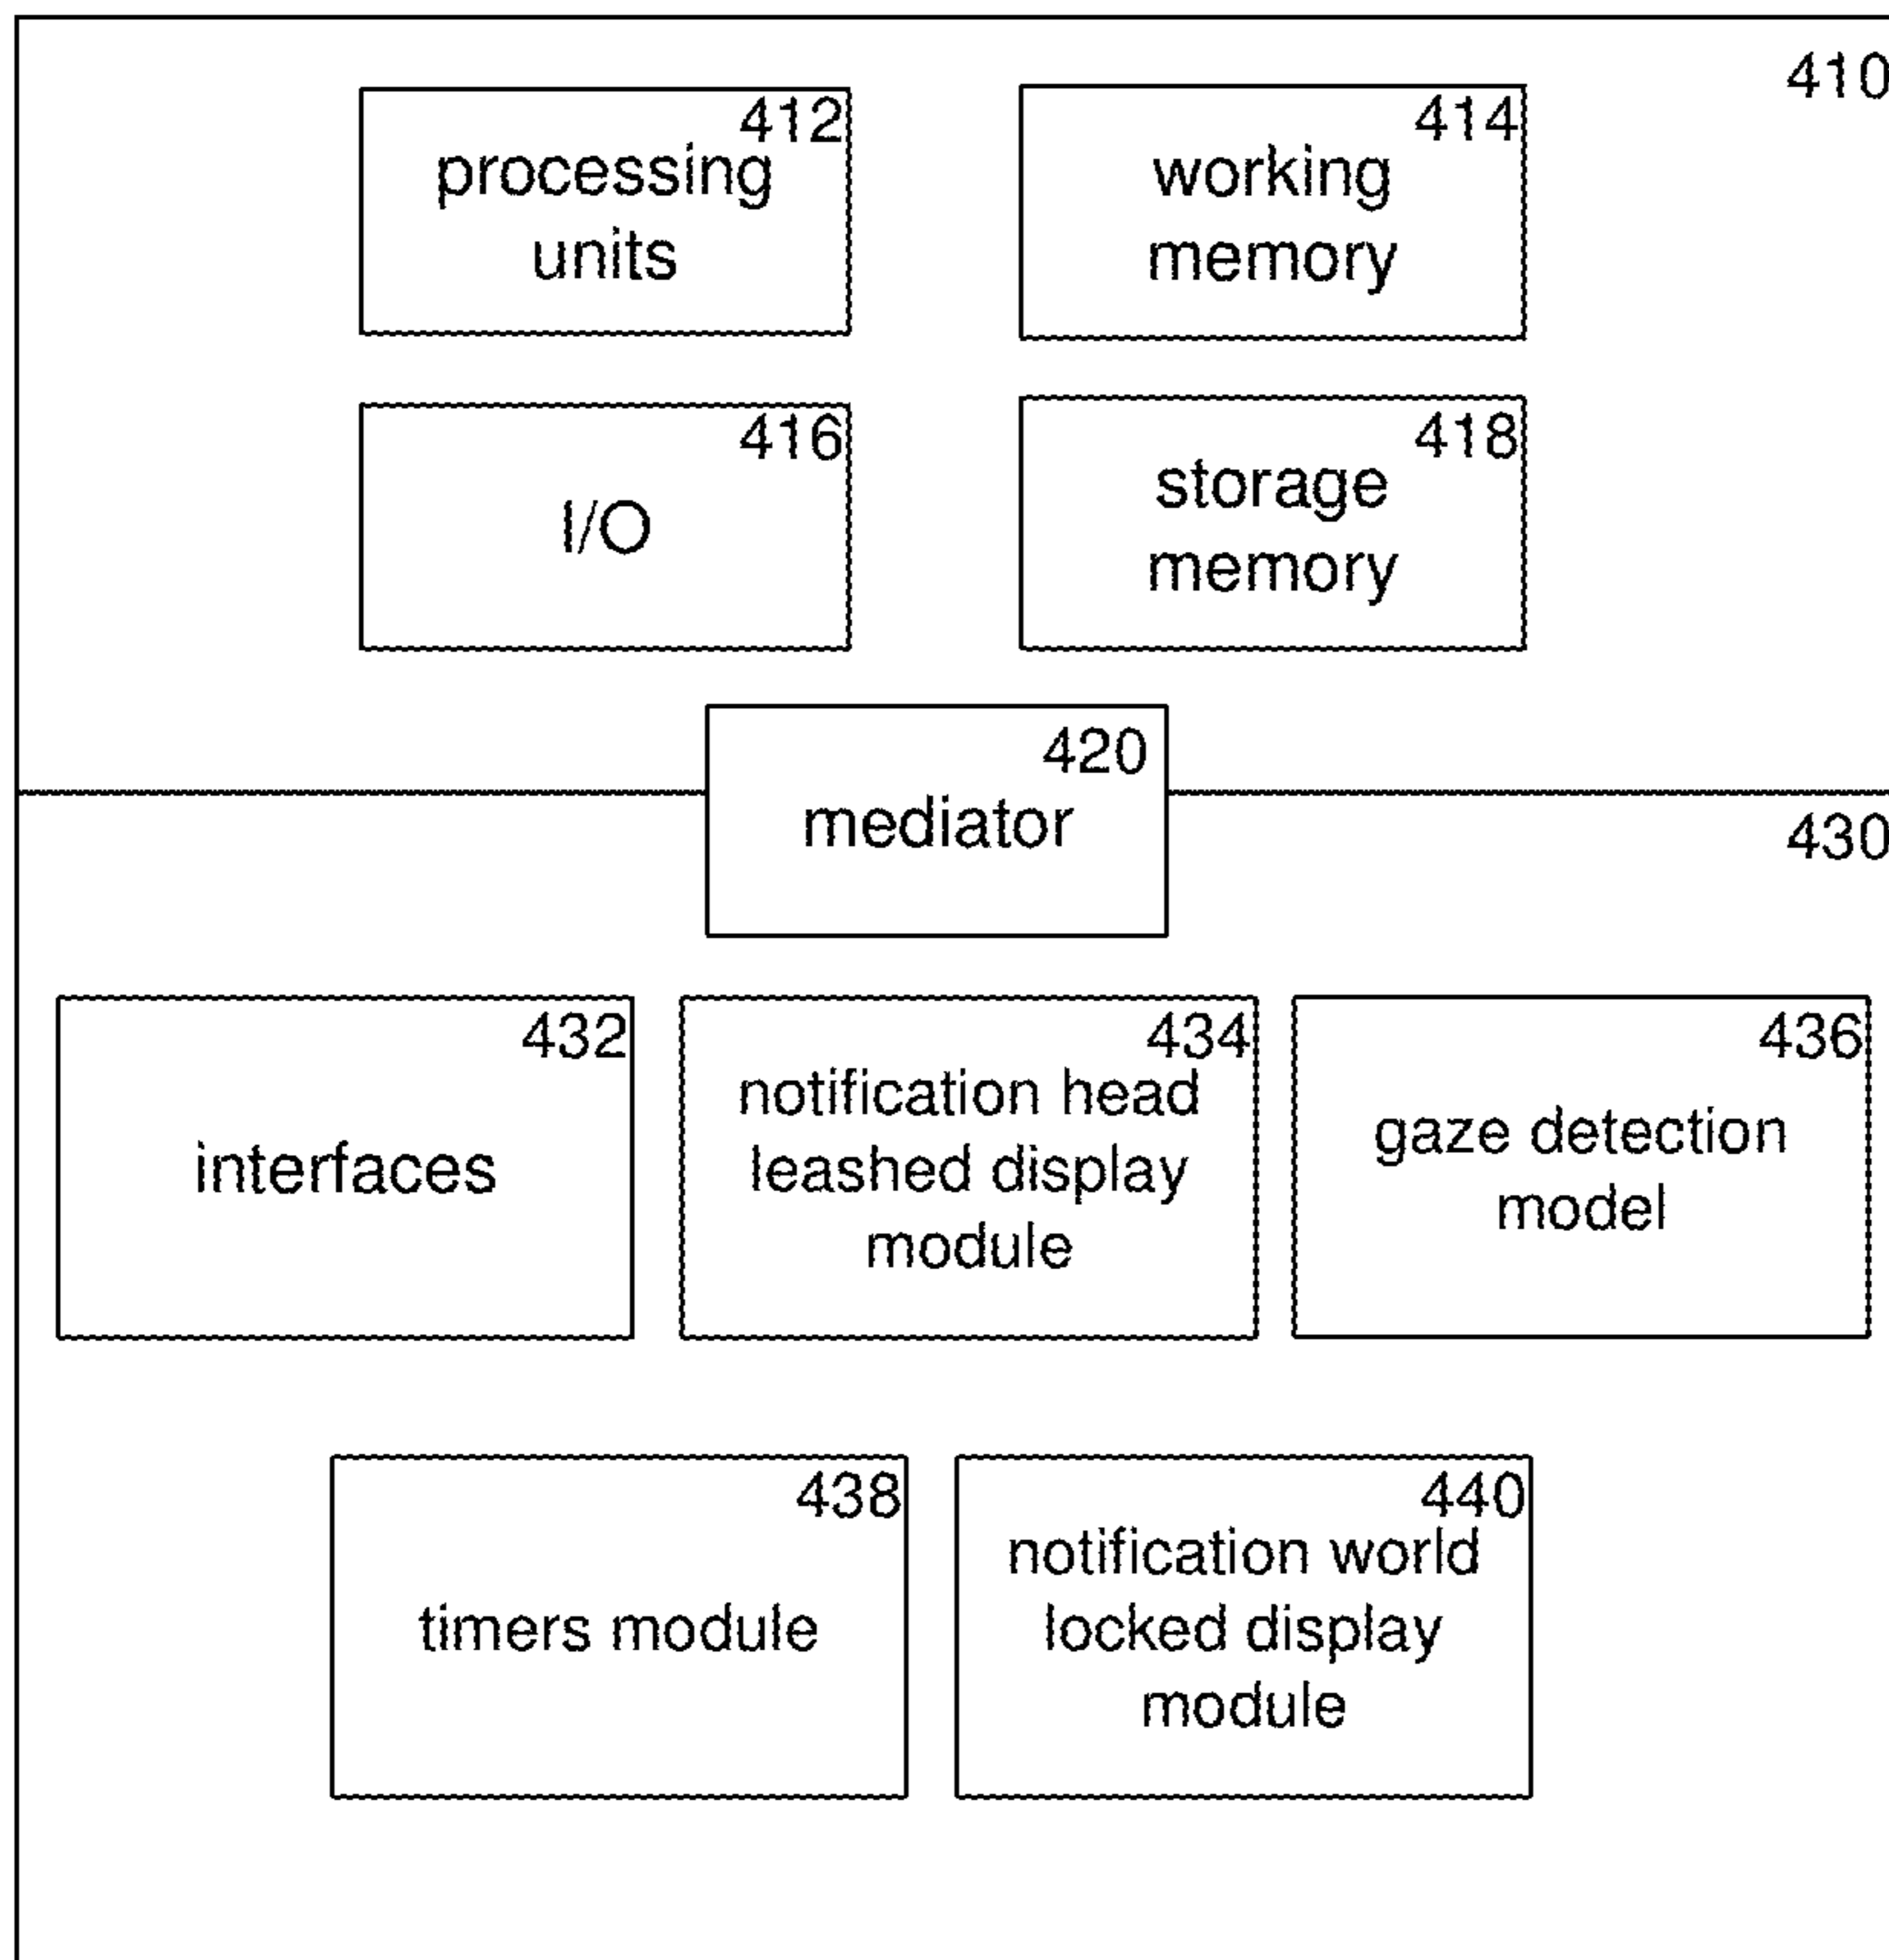 410
412
processing
units
414
working
memory
416
I/O
418
storage
memory
420
mediator
430
432
interfaces
434
notification head
leashed display
module
436
gaze detection
model
438
timers module
440
notification world
locked display
module